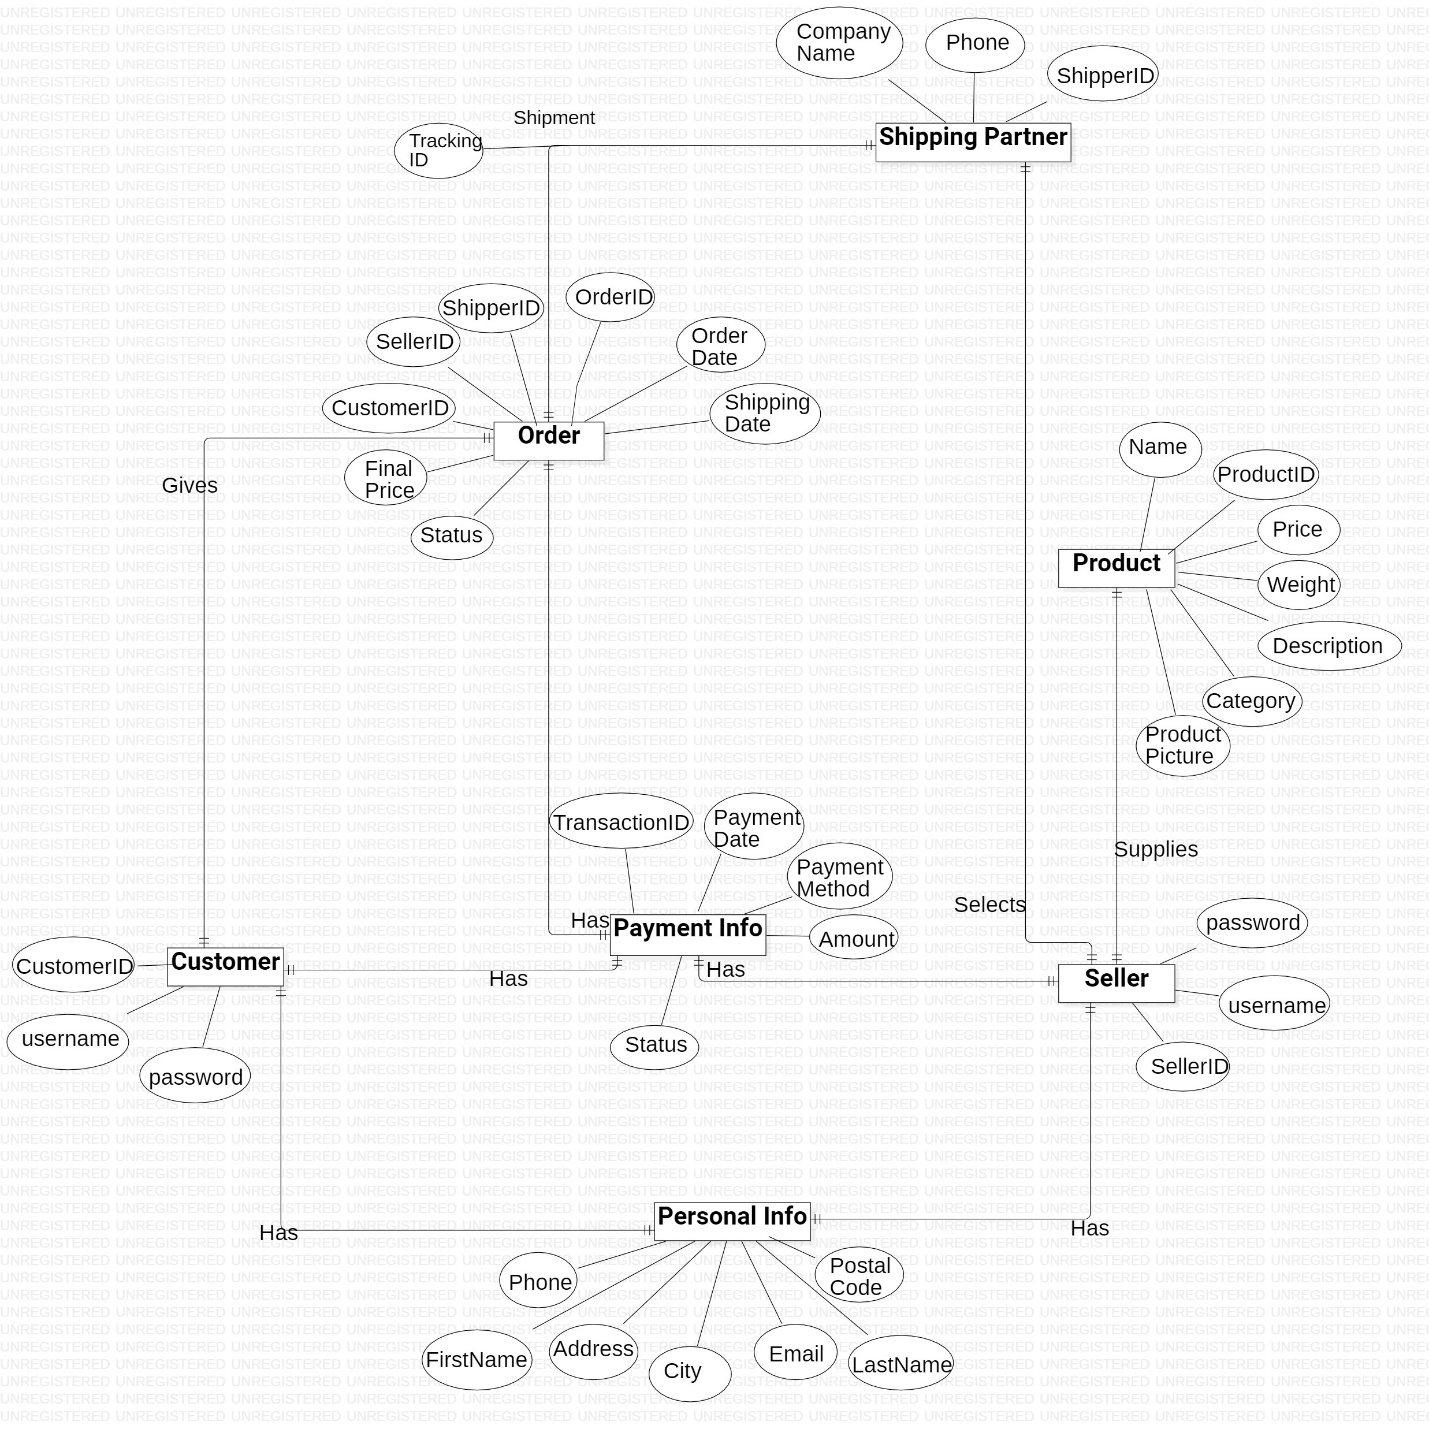 Company
Name
Phone
ShipperID
Shipping Partner
Shipment
Tracking
ID
ShipperID
OrderID
SellerID
Order
Date
CustomerID
Shipping
Date
Order
Final
Price
Status
Gives
Name
ProductID
Price
Product
Weight
Description
Category
Product
Picture
TransactionID
Payment
Date
Payment
Method
Supplies
Selects
Has
Payment Info
Amount
password
Customer
CustomerID
Has
Has
Seller
username
username
password
Status
SellerID
Personal Info
Has
Has
Phone
Postal
Code
FirstName
Address
City
Email
LastName